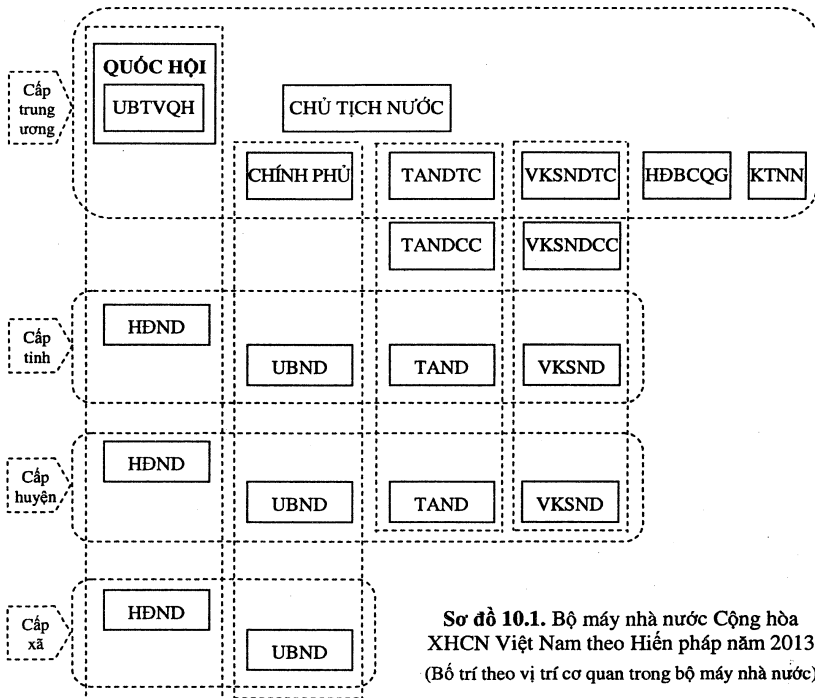 QUỐC HỘI
Cấp
trung
ương
UBTVQH
CHỦ TỊCH NƯỚC
CHÍNH PHỦ
TANDTC
VKSNDTC
HĐBCQG
KTNN
TANDCC
VKSNDCC
Cấp
tỉnh
HĐND
UBND
TAND
VKSND
Cấp
huyện
HĐND
UBND
TAND
VKSND
Cấp
xã
HĐND
UBND
Sơ đồ 10.1. Bộ máy nhà nước Cộng hòa
XHCN Việt Nam theo Hiến pháp năm 2013
(Bố trí theo vị trí cơ quan trong bộ máy nhà nước)